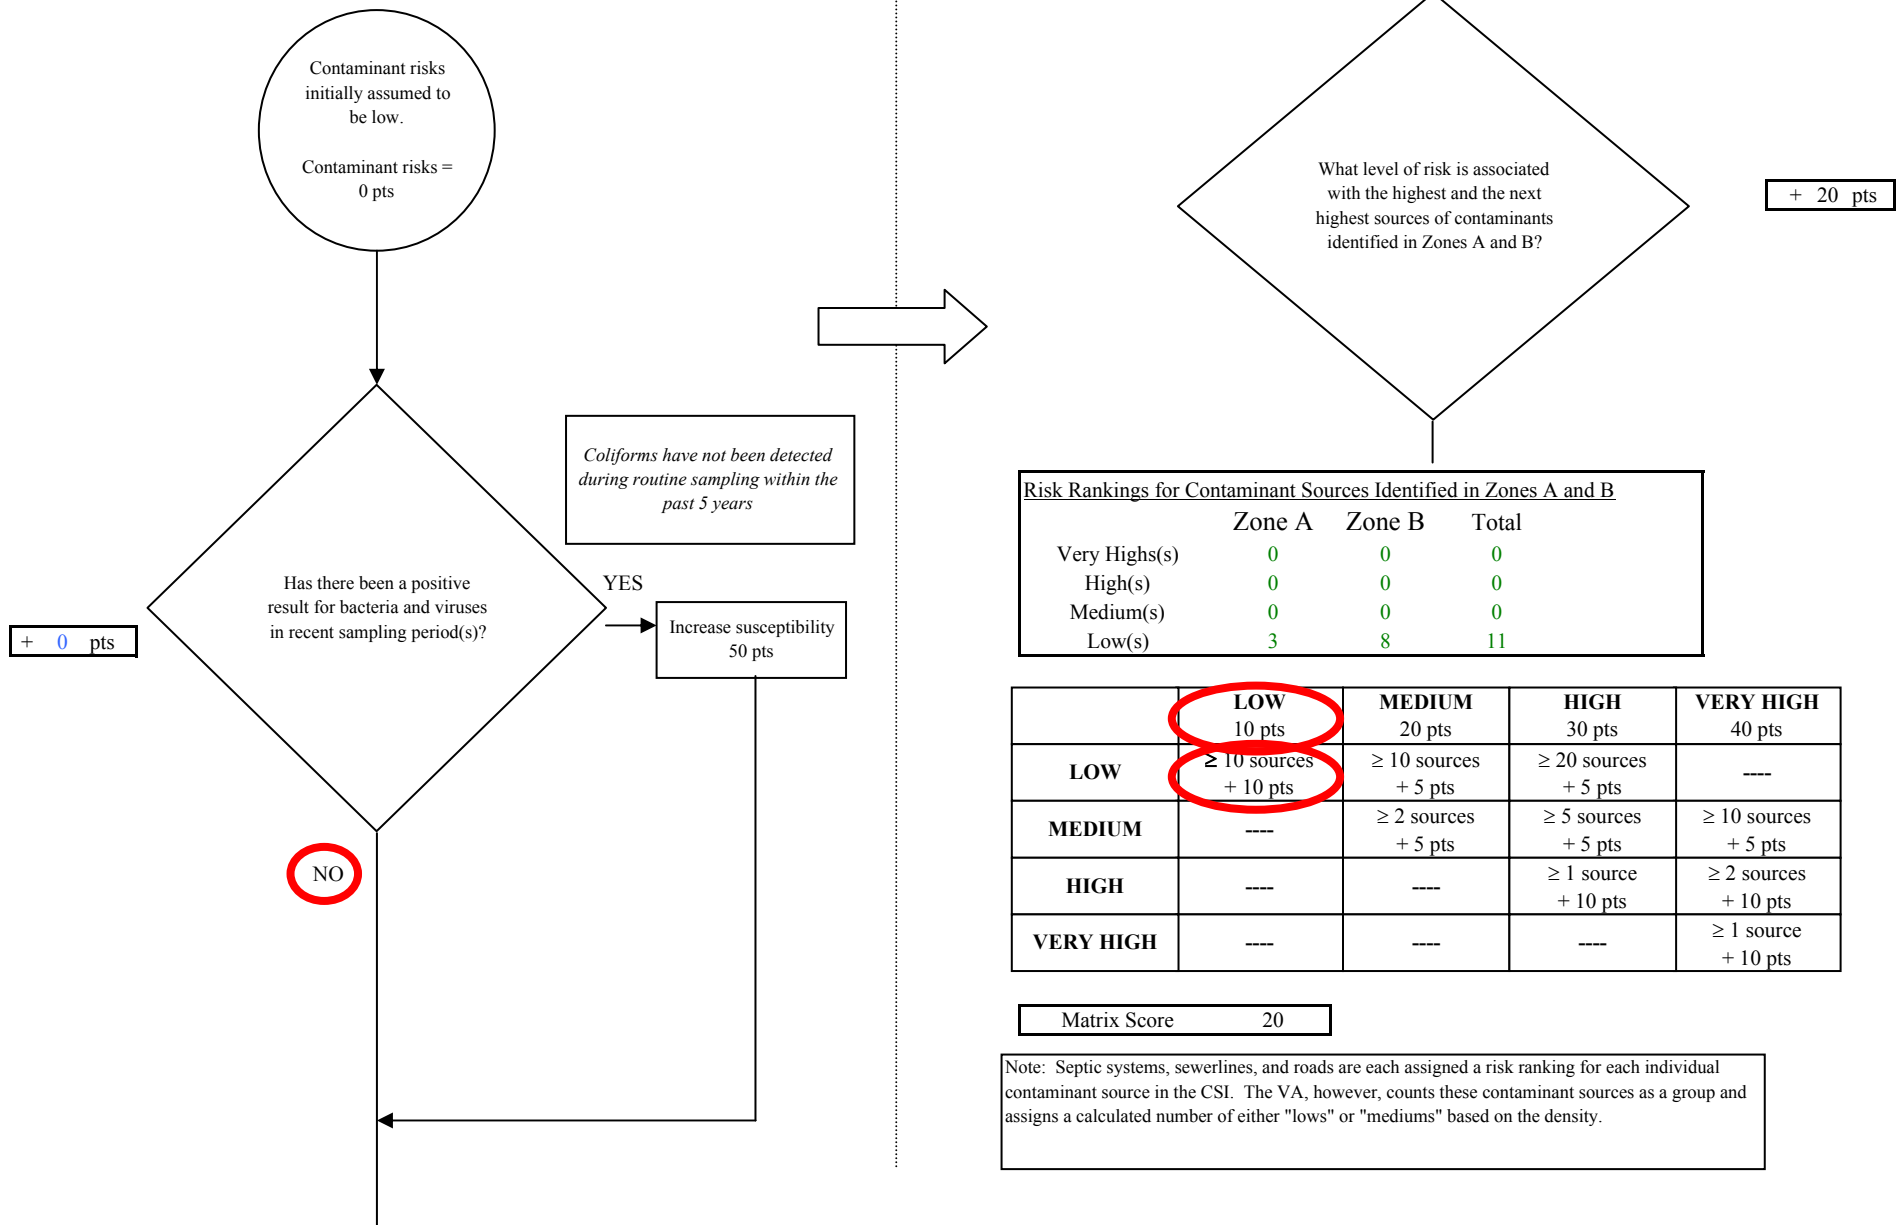 Contaminant risks
initially assumed to
be low.
Contaminant risks =
0 pts
Coliforms have not been detected
during routine sampling within the
past 5 years
Has there been a positive
result for bacteria and viruses
in recent sampling period(s)?
YES
+ 0 pts
Increase susceptibility
50 pts
NO
What level of risk is associated
with the highest and the next
highest sources of contaminants
identified in Zones A and B?
+ 20 pts
Risk Rankings for Contaminant Sources Identified in Zones A and B
Zone A Zone B Total
Very Highs(s) 0 0 0
High(s) 0 0 0
Medium(s) 0 0 0
Low(s) 3 8 11
LOW MEDIUM HIGH VERY HIGH
10 pts 20 pts 30 pts 40 pts
LOW ≥ 10 sources ≥ 10 sources ≥ 20 sources ----
+ 10 pts + 5 pts + 5 pts
MEDIUM ---- ≥ 2 sources ≥ 5 sources ≥ 10 sources
+ 5 pts + 5 pts + 5 pts
HIGH ---- ---- ≥ 1 source ≥ 2 sources
+ 10 pts + 10 pts
VERY HIGH ---- ---- ---- ≥ 1 source
+ 10 pts
Matrix Score 20
Note: Septic systems, sewerlines, and roads are each assigned a risk ranking for each individual
contaminant source in the CSI. The VA, however, counts these contaminant sources as a group and
assigns a calculated number of either "lows" or "mediums" based on the density.